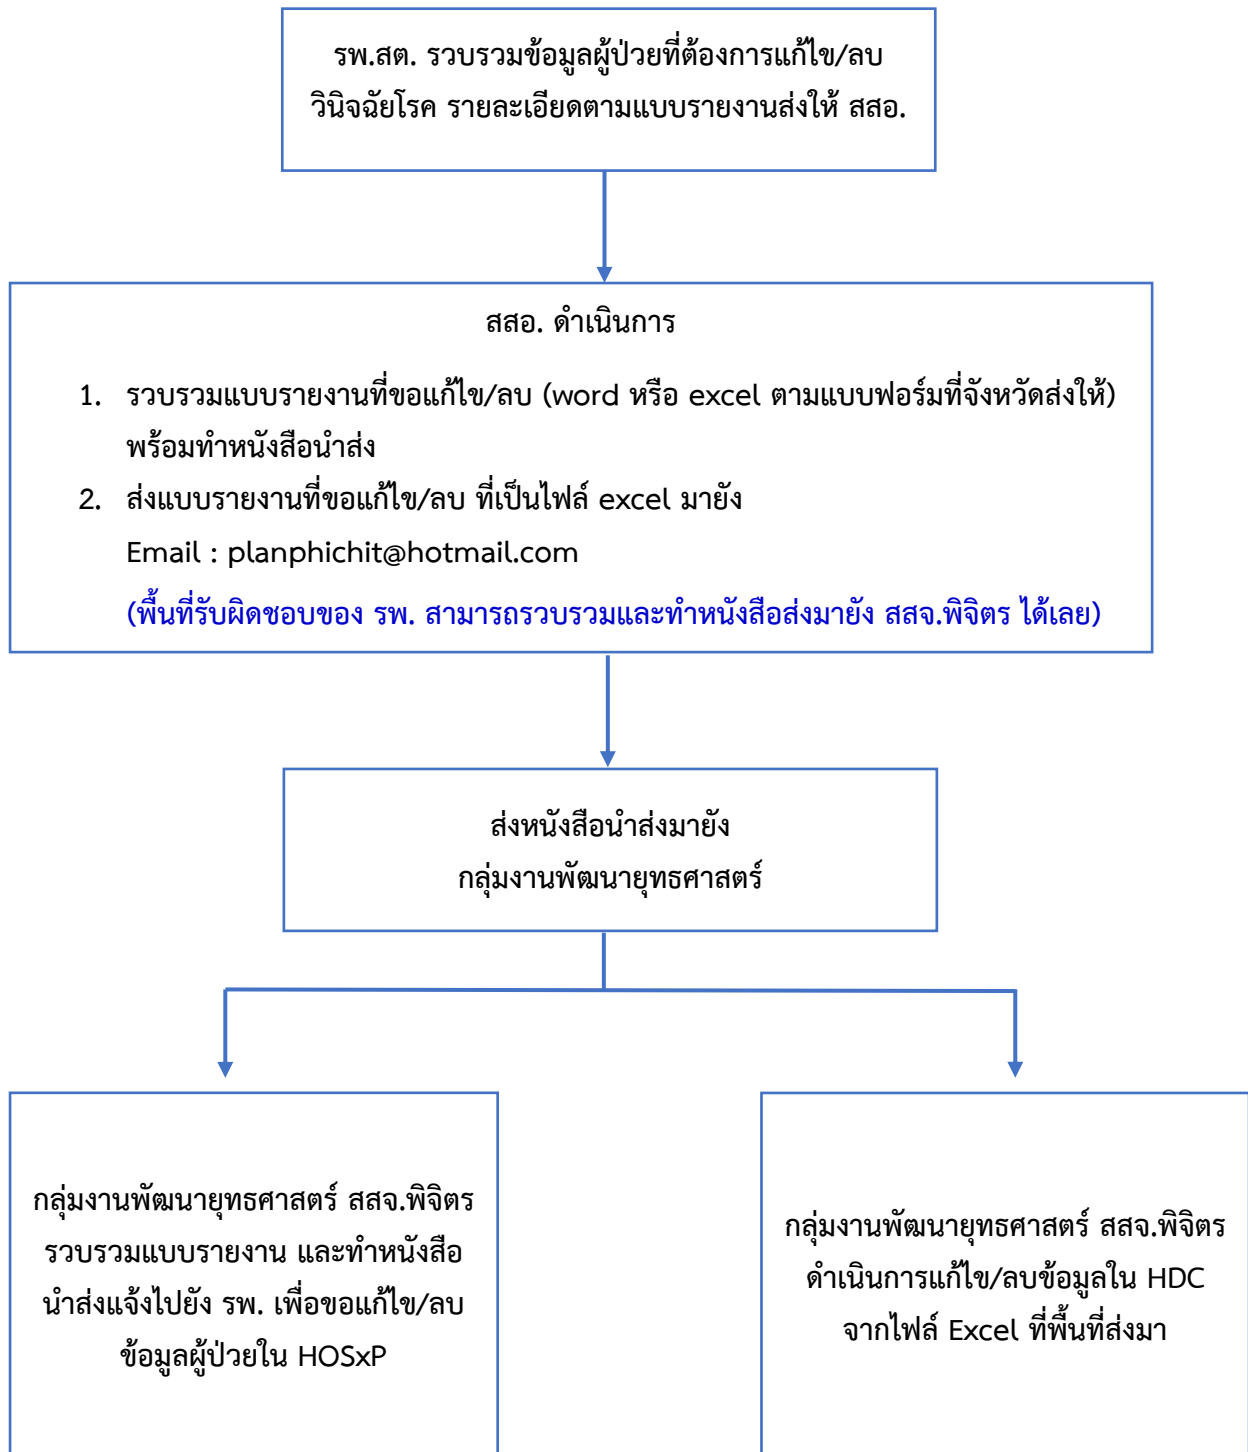 รพ.สต. รวบรวมข้อมูลผู้ป่วยที่ต้องการแก้ไข/ลบ
วินิจฉัยโรค รายละเอียดตามแบบรายงานส่งให้ สสอ.
สสอ. ดำเนินการ
1. รวบรวมแบบรายงานที่ขอแก้ไข/ลบ (word หรือ excel ตามแบบฟอร์มที่จังหวัดส่งให้)
พร้อมทำหนังสือนำส่ง
2. ส่งแบบรายงานที่ขอแก้ไข/ลบ ที่เป็นไฟล์ excel มายัง
Email : planphichit@hotmail.com
(พื้นที่รับผิดชอบของ รพ. สามารถรวบรวมและทำหนังสือส่งมายัง สสจ.พิจิตร ได้เลย)
ส่งหนังสือนำส่งมายัง
กลุ่มงานพัฒนายุทธศาสตร์
กลุ่มงานพัฒนายุทธศาสตร์ สสจ.พิจิตร
รวบรวมแบบรายงาน และทำหนังสือ
นำส่งแจ้งไปยัง รพ. เพื่อขอแก้ไข/ลบ
ข้อมูลผู้ป่วยใน HOSxP
กลุ่มงานพัฒนายุทธศาสตร์ สสจ.พิจิตร
ดำเนินการแก้ไข/ลบข้อมูลใน HDC
จากไฟล์ Excel ที่พื้นที่ส่งมา